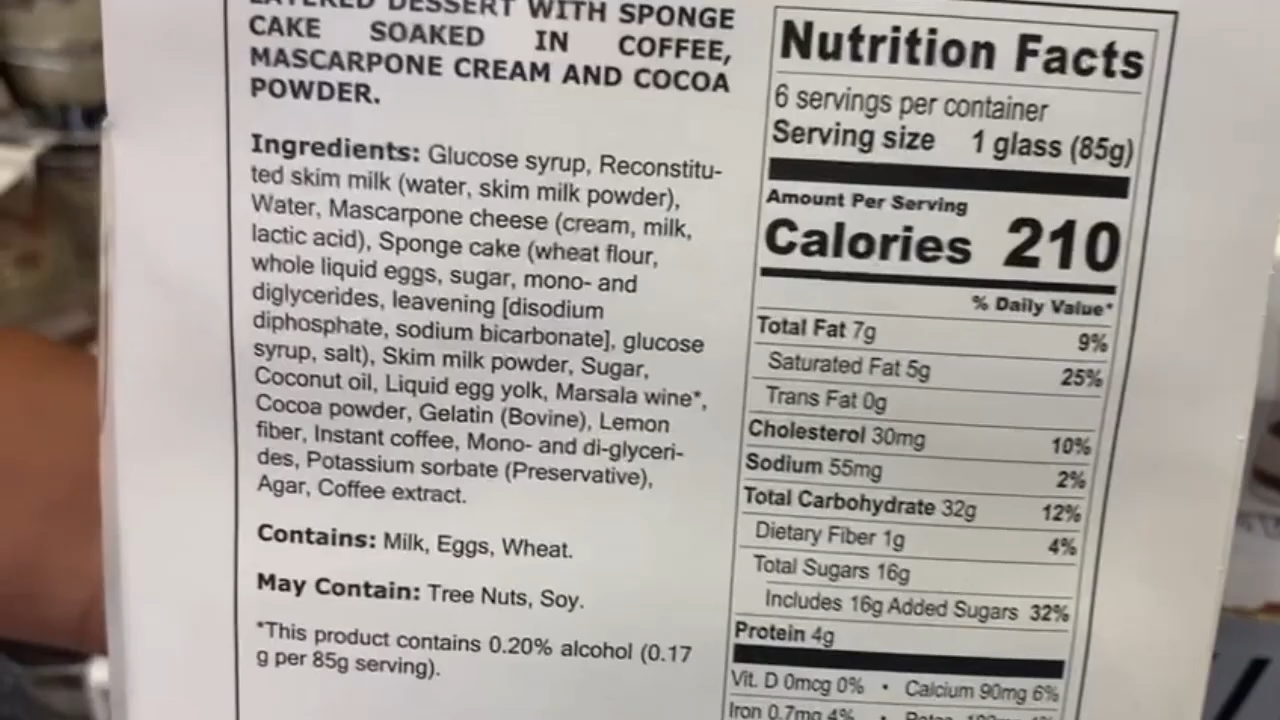 LAYERED DESSERT WITH SPONGE
CAKE SOAKED IN COFFEE,
MASCARPONE CREAM AND COCOA
POWDER.
Ingredients: Glucose syrup, Reconstitu-
ted skim milk (water, skim milk powder),
Water, Mascarpone cheese (cream, milk,
lactic acid), Sponge cake (wheat flour,
whole liquid eggs, sugar, mono- and
diglycerides, leavening [disodium
diphosphate, sodium bicarbonate], glucose
syrup, salt), Skim milk powder, Sugar,
Coconut oil, Liquid egg yolk, Marsala wine*,
Cocoa powder, Gelatin (Bovine), Lemon
fiber, Instant coffee, Mono- and di-glyceri-
des, Potassium sorbate (Preservative),
Agar, Coffee extract.
Contains: Milk, Eggs, Wheat.
May Contain: Tree Nuts, Soy.
*This product contains 0.20% alcohol (0.17
g per 85g serving).
Nutrition Facts
6 servings per container
Serving size 1 glass (85g)
Amount Per Serving
Calories 210
% Daily Value*
Total Fat 7g 9%
Saturated Fat 5g 25%
Trans Fat 0g
Cholesterol 30mg 10%
Sodium 55mg 2%
Total Carbohydrate 32g 12%
Dietary Fiber 1g 4%
Total Sugars 16g
Includes 16g Added Sugars 32%
Protein 4g
Vit. D 0mcg 0% • Calcium 90mg 6%
Iron 0.7mg 4% •